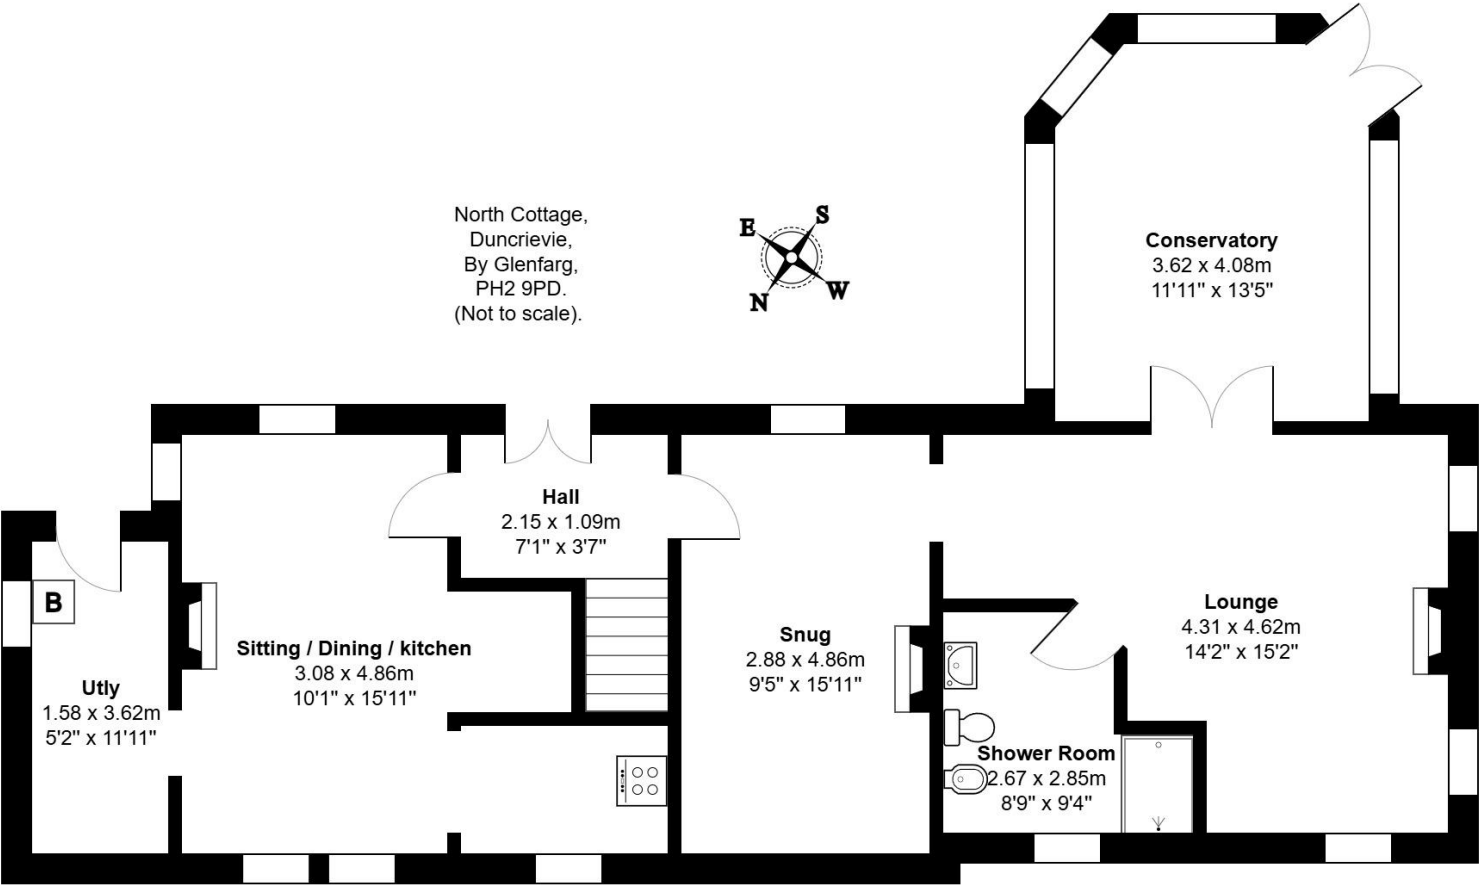 North Cottage,
Duncrievie,
By Glenfarg,
PH2 9PD.
(Not to scale).
E
S
N
W
Conservatory
3.62 x 4.08m
11'11" x 13'5"
Hall
2.15 x 1.09m
7'1" x 3'7"
B
Utly
1.58 x 3.62m
5'2" x 11'11"
Sitting / Dining / kitchen
3.08 x 4.86m
10'1" x 15'11"
Snug
2.88 x 4.86m
9'5" x 15'11"
Lounge
4.31 x 4.62m
14'2" x 15'2"
Shower Room
2.67 x 2.85m
8'9" x 9'4"